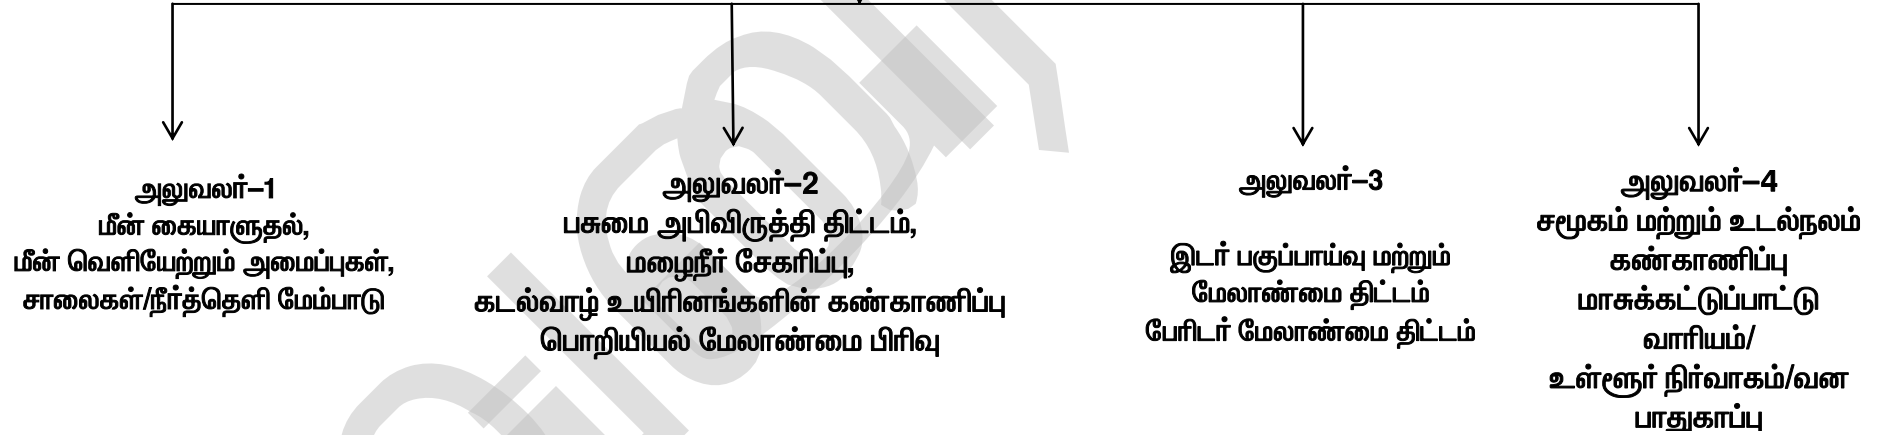 அலுவலர்–1
மீன் கையாளுதல்,
மீன் வெளியேற்றும் அமைப்புகள்,
சாலைகள்/நீர்த்தெளி மேம்பாடு
அலுவலர்–2
பசுமை அபிவிருத்தி திட்டம்,
மழைநீர் சேகரிப்பு,
கடல்வாழ் உயிரினங்களின் கண்காணிப்பு
பொறியியல் மேலாண்மை பிரிவு
அலுவலர்–3
இடர் பகுப்பாய்வு மற்றும்
மேலாண்மை திட்டம்
பேரிடர் மேலாண்மை திட்டம்
அலுவலர்–4
சமூகம் மற்றும் உடல்நலம்
கண்காணிப்பு
மாசுக்கட்டுப்பாட்டு
வாரியம்/
உள்ளூர் நிர்வாகம்/வன
பாதுகாப்பு